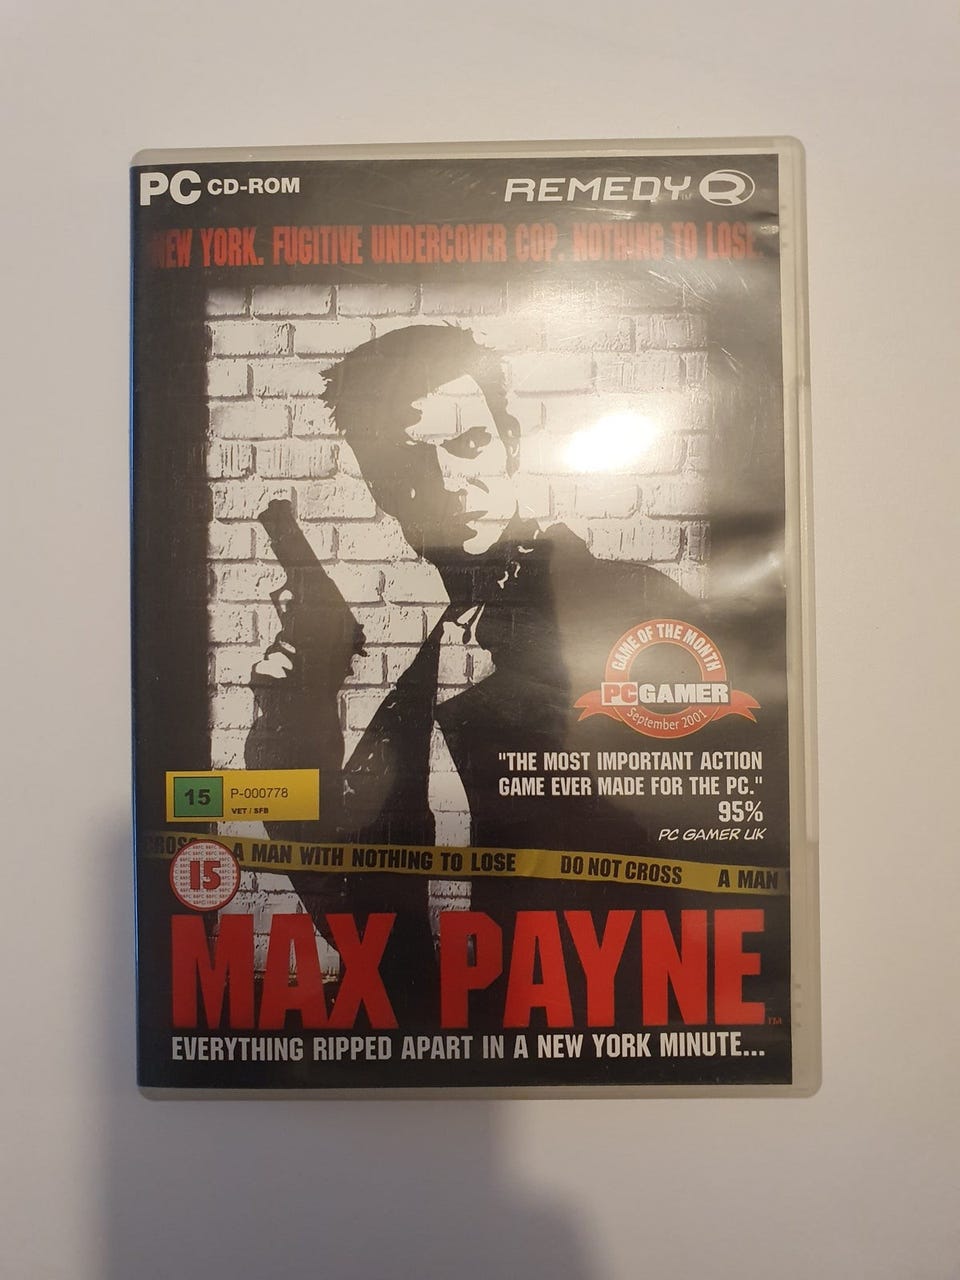 PC CD-ROM
REMEDY
NEW YORK. FUGITIVE UNDERCOVER COP. NOTHING TO LOSE.
GAME OF THE MONTH
PC GAMER
September 2001
"THE MOST IMPORTANT ACTION
GAME EVER MADE FOR THE PC."
95%
PC GAMER UK
15 P-000778
VET / SFB
CROSS A MAN WITH NOTHING TO LOSE DO NOT CROSS A MAN
15
MAX PAYNE™
EVERYTHING RIPPED APART IN A NEW YORK MINUTE...